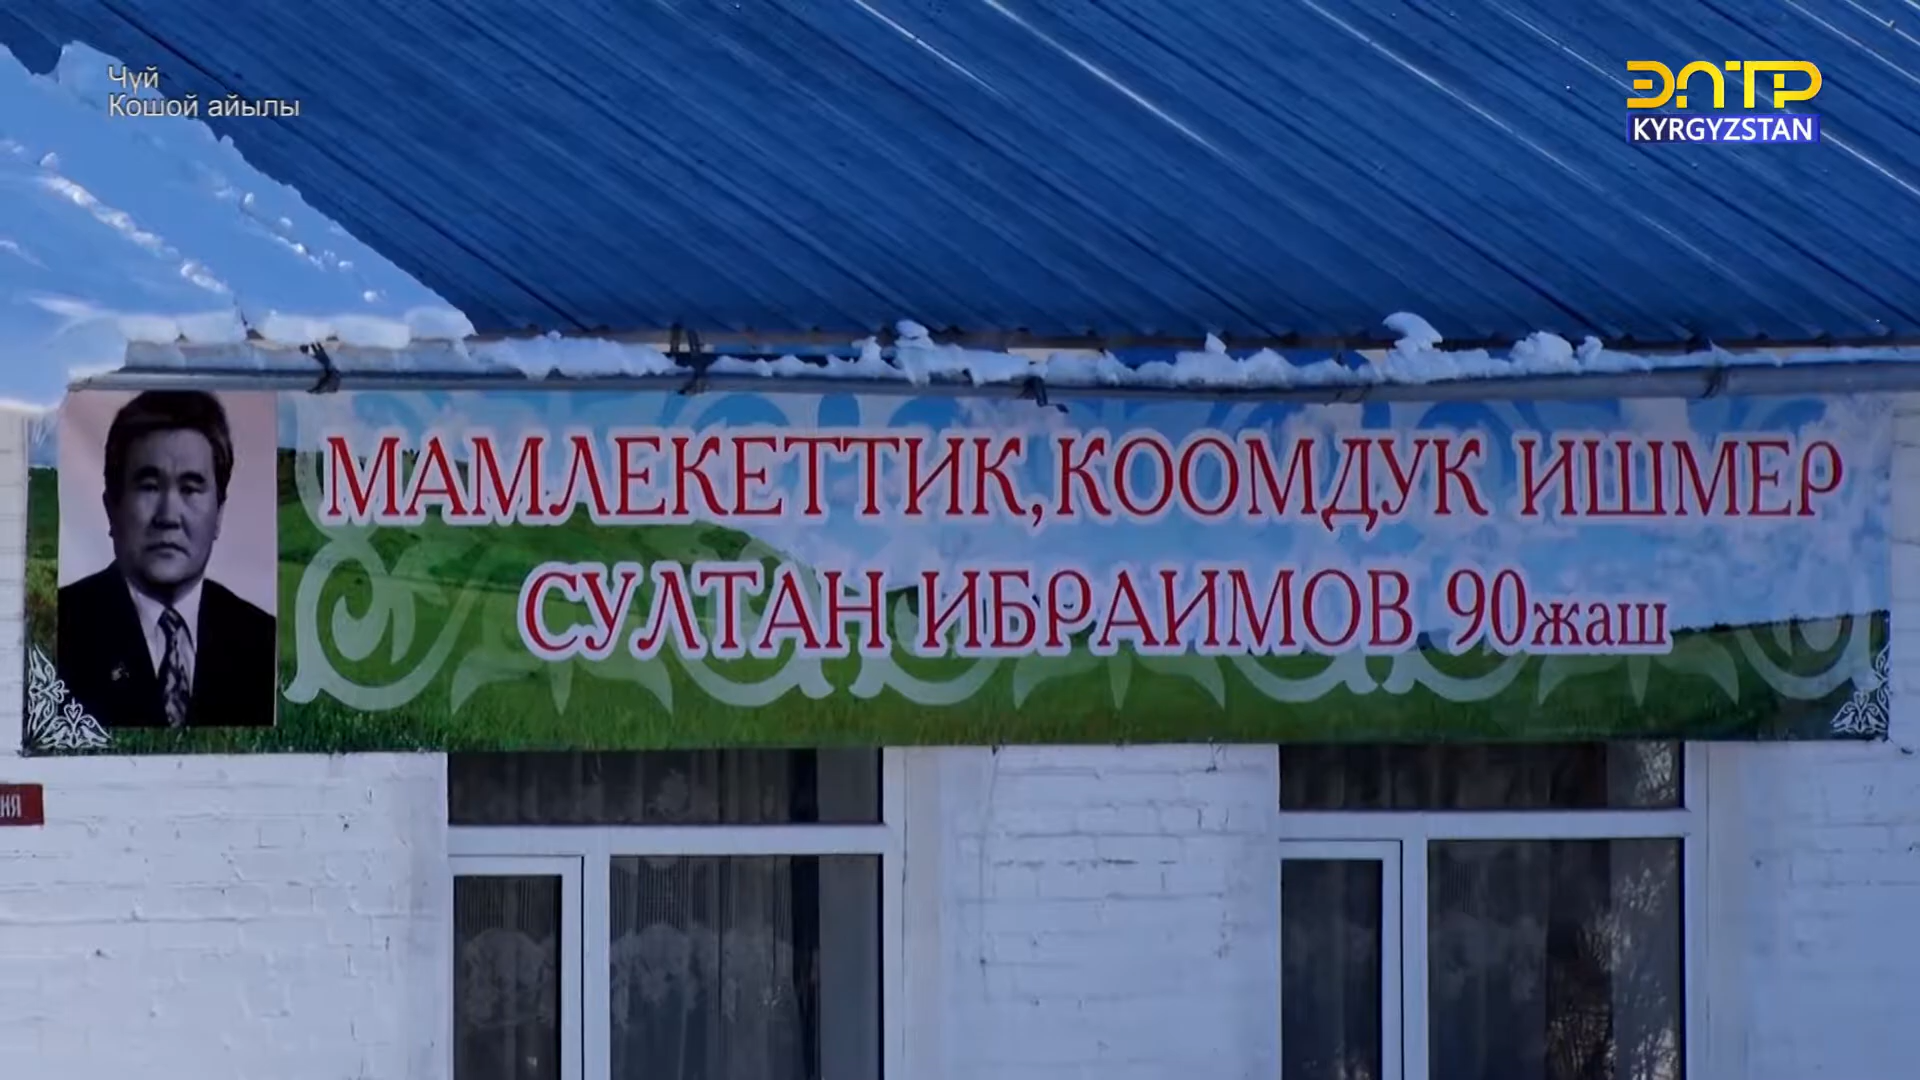 Чүй
Кошой айылы
ЭЛТР
KYRGYZSTAN
МАМЛЕКЕТТИК,КООМДУК ИШМЕР
СУЛТАН ИБРАИМОВ 90жаш